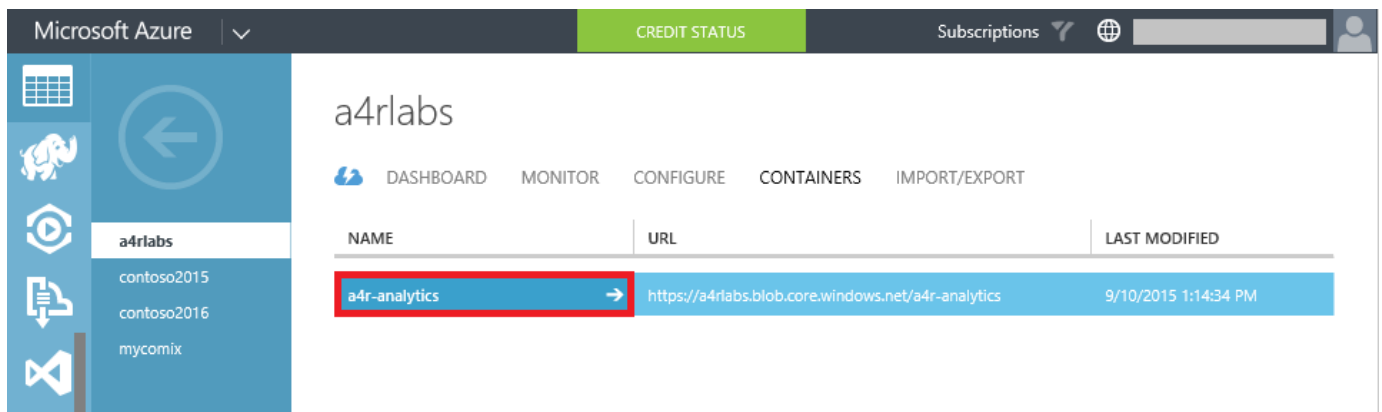 Microsoft Azure CREDIT STATUS Subscriptions
a4rlabs
DASHBOARD MONITOR CONFIGURE CONTAINERS IMPORT/EXPORT
a4rlabs
contoso2015
contoso2016
mycomix
NAME URL LAST MODIFIED
a4r-analytics https://a4rlabs.blob.core.windows.net/a4r-analytics 9/10/2015 1:14:34 PM